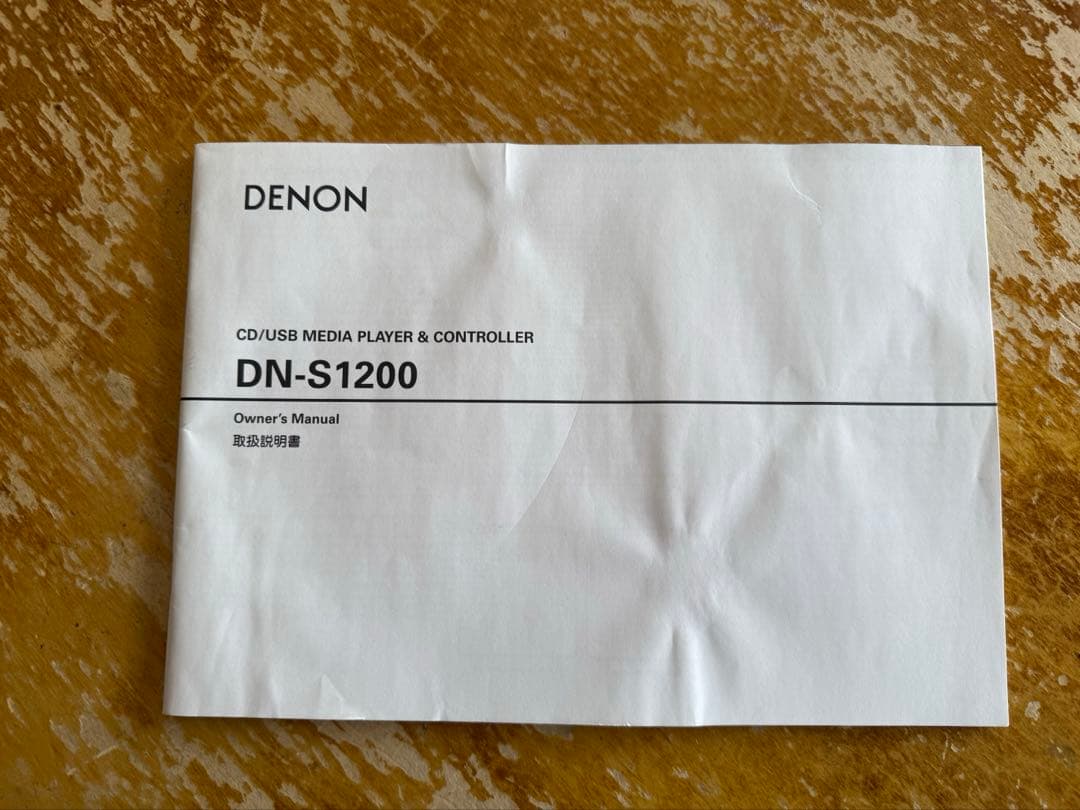 DENON
CD/USB MEDIA PLAYER & CONTROLLER
DN-S1200
Owner's Manual
取扱説明書